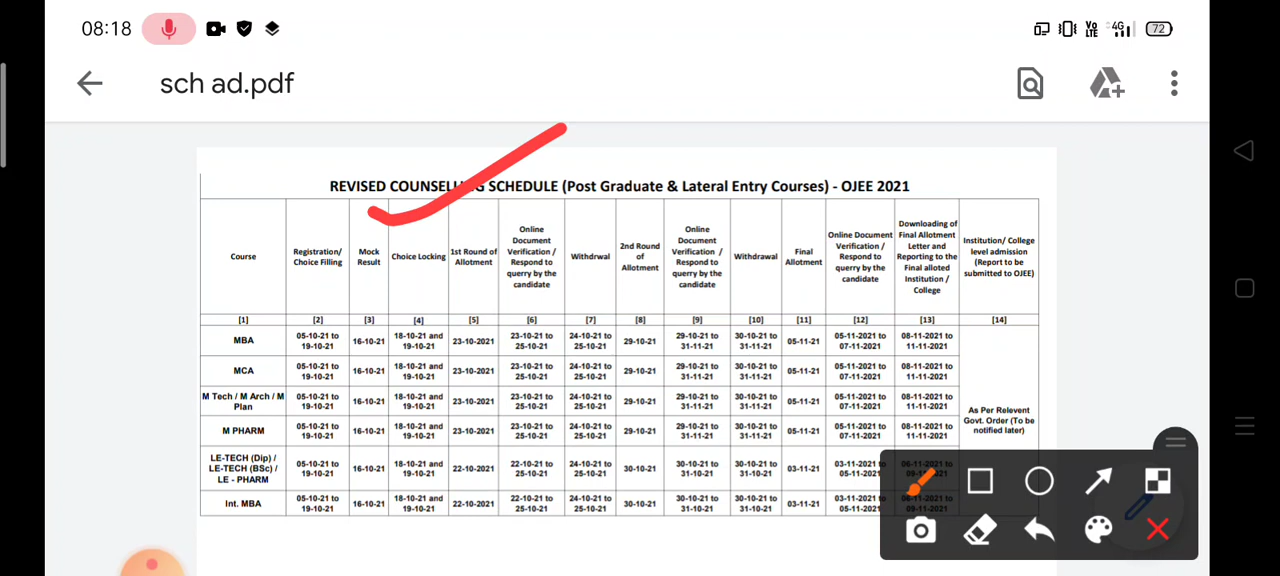 08:18
Vo LTE 4G 72
sch ad.pdf
REVISED COUNSELLING SCHEDULE (Post Graduate & Lateral Entry Courses) - OJEE 2021
Course Registration/ Choice Filling Mock Result Choice Locking 1st Round of Allotment Online Document Verification / Respond to querry by the candidate Withdrwal 2nd Round of Allotment Online Document Verification / Respond to querry by the candidate Withdrawal Final Allotment Online Document Verification / Respond to querry by the candidate Downloading of Final Allotment Letter and Reporting to the Final alloted Institution / College Institution/ College level admission (Report to be submitted to OJEE)
[1] [2] [3] [4] [5] [6] [7] [8] [9] [10] [11] [12] [13] [14]
MBA 05-10-21 to 19-10-21 16-10-21 18-10-21 and 19-10-21 23-10-2021 23-10-21 to 25-10-21 24-10-21 to 25-10-21 29-10-21 29-10-21 to 31-11-21 30-10-21 to 31-11-21 05-11-21 05-11-2021 to 07-11-2021 08-11-2021 to 11-11-2021
MCA 05-10-21 to 19-10-21 16-10-21 18-10-21 and 19-10-21 23-10-2021 23-10-21 to 25-10-21 24-10-21 to 25-10-21 29-10-21 29-10-21 to 31-11-21 30-10-21 to 31-11-21 05-11-21 05-11-2021 to 07-11-2021 08-11-2021 to 11-11-2021
M Tech / M Arch / M Plan 05-10-21 to 19-10-21 16-10-21 18-10-21 and 19-10-21 23-10-2021 23-10-21 to 25-10-21 24-10-21 to 25-10-21 29-10-21 29-10-21 to 31-11-21 30-10-21 to 31-11-21 05-11-21 05-11-2021 to 07-11-2021 08-11-2021 to 11-11-2021
As Per Relevent Govt. Order (To be notified later)
M PHARM 05-10-21 to 19-10-21 16-10-21 18-10-21 and 19-10-21 23-10-2021 23-10-21 to 25-10-21 24-10-21 to 25-10-21 29-10-21 29-10-21 to 31-11-21 30-10-21 to 31-11-21 05-11-21 05-11-2021 to 07-11-2021 08-11-2021 to 11-11-2021
LE-TECH (Dip) / LE-TECH (BSc) / LE - PHARM 05-10-21 to 19-10-21 16-10-21 18-10-21 and 19-10-21 22-10-2021 22-10-21 to 25-10-21 24-10-21 to 25-10-21 30-10-21 30-10-21 to 31-10-21 30-10-21 to 31-10-21 03-11-21 03-11-2021 to 05-11-2021
Int. MBA 05-10-21 to 19-10-21 16-10-21 18-10-21 and 19-10-21 22-10-2021 22-10-21 to 25-10-21 24-10-21 to 25-10-21 30-10-21 30-10-21 to 31-10-21 30-10-21 to 31-10-21 03-11-21 03-11-2021 to 05-11-2021